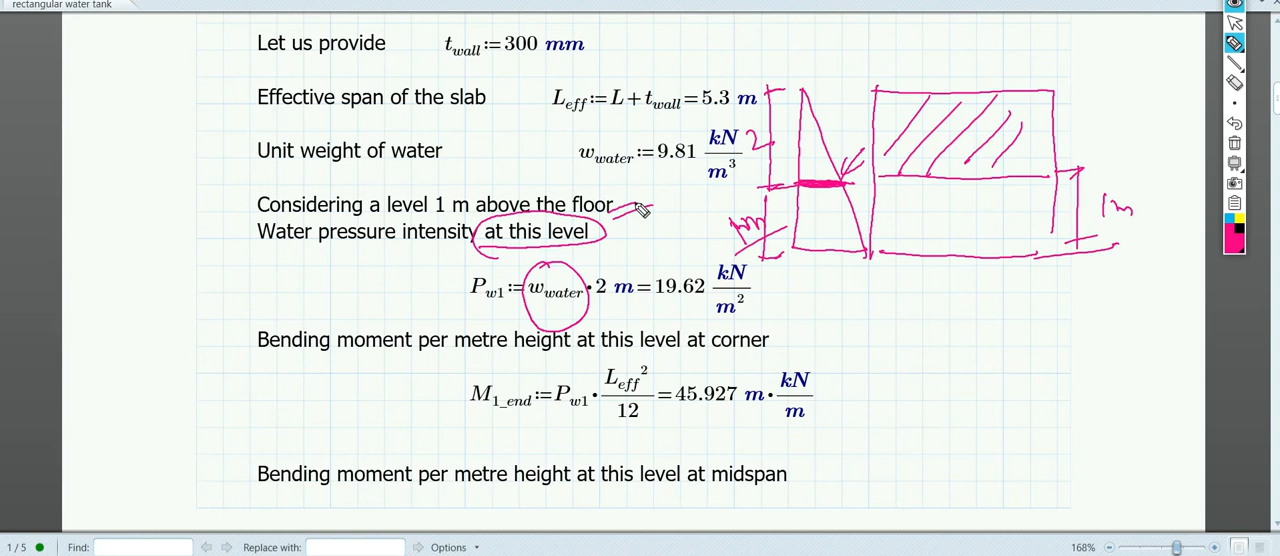 rectangular water tank
Let us provide t_wall := 300 mm
Effective span of the slab L_eff := L + t_wall = 5.3 m
Unit weight of water w_water := 9.81 kN/m³
2
Considering a level 1 m above the floor
1m
Water pressure intensity at this level
1m
P_w1 := w_water · 2 m = 19.62 kN/m²
Bending moment per metre height at this level at corner
M_1_end := P_w1 · L_eff²/12 = 45.927 m · kN/m
Bending moment per metre height at this level at midspan
1 / 5 Find: Replace with: Options 168%